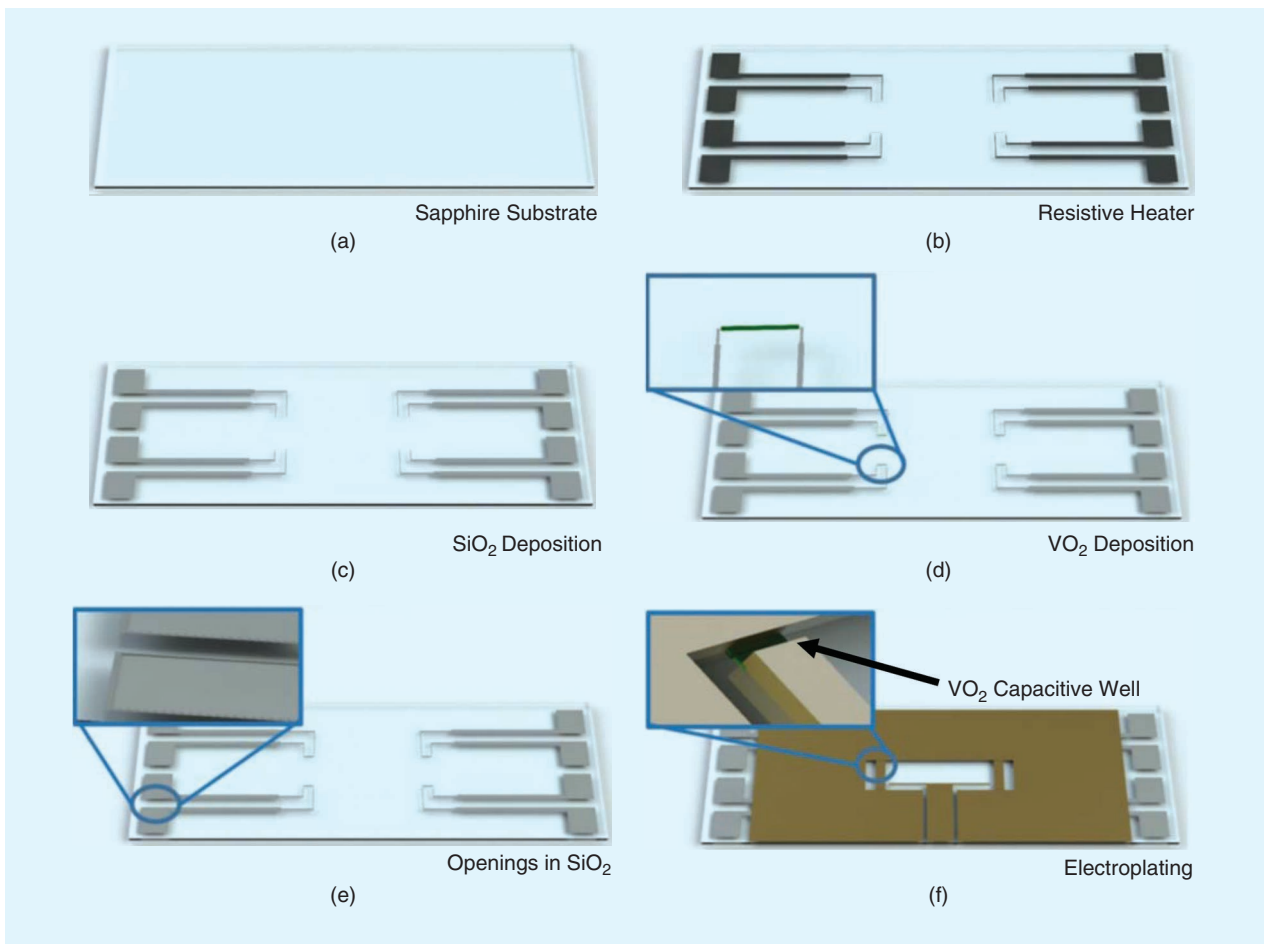 Sapphire Substrate
(a)
Resistive Heater
(b)
SiO₂ Deposition
(c)
VO₂ Deposition
(d)
Openings in SiO₂
(e)
VO₂ Capacitive Well
Electroplating
(f)